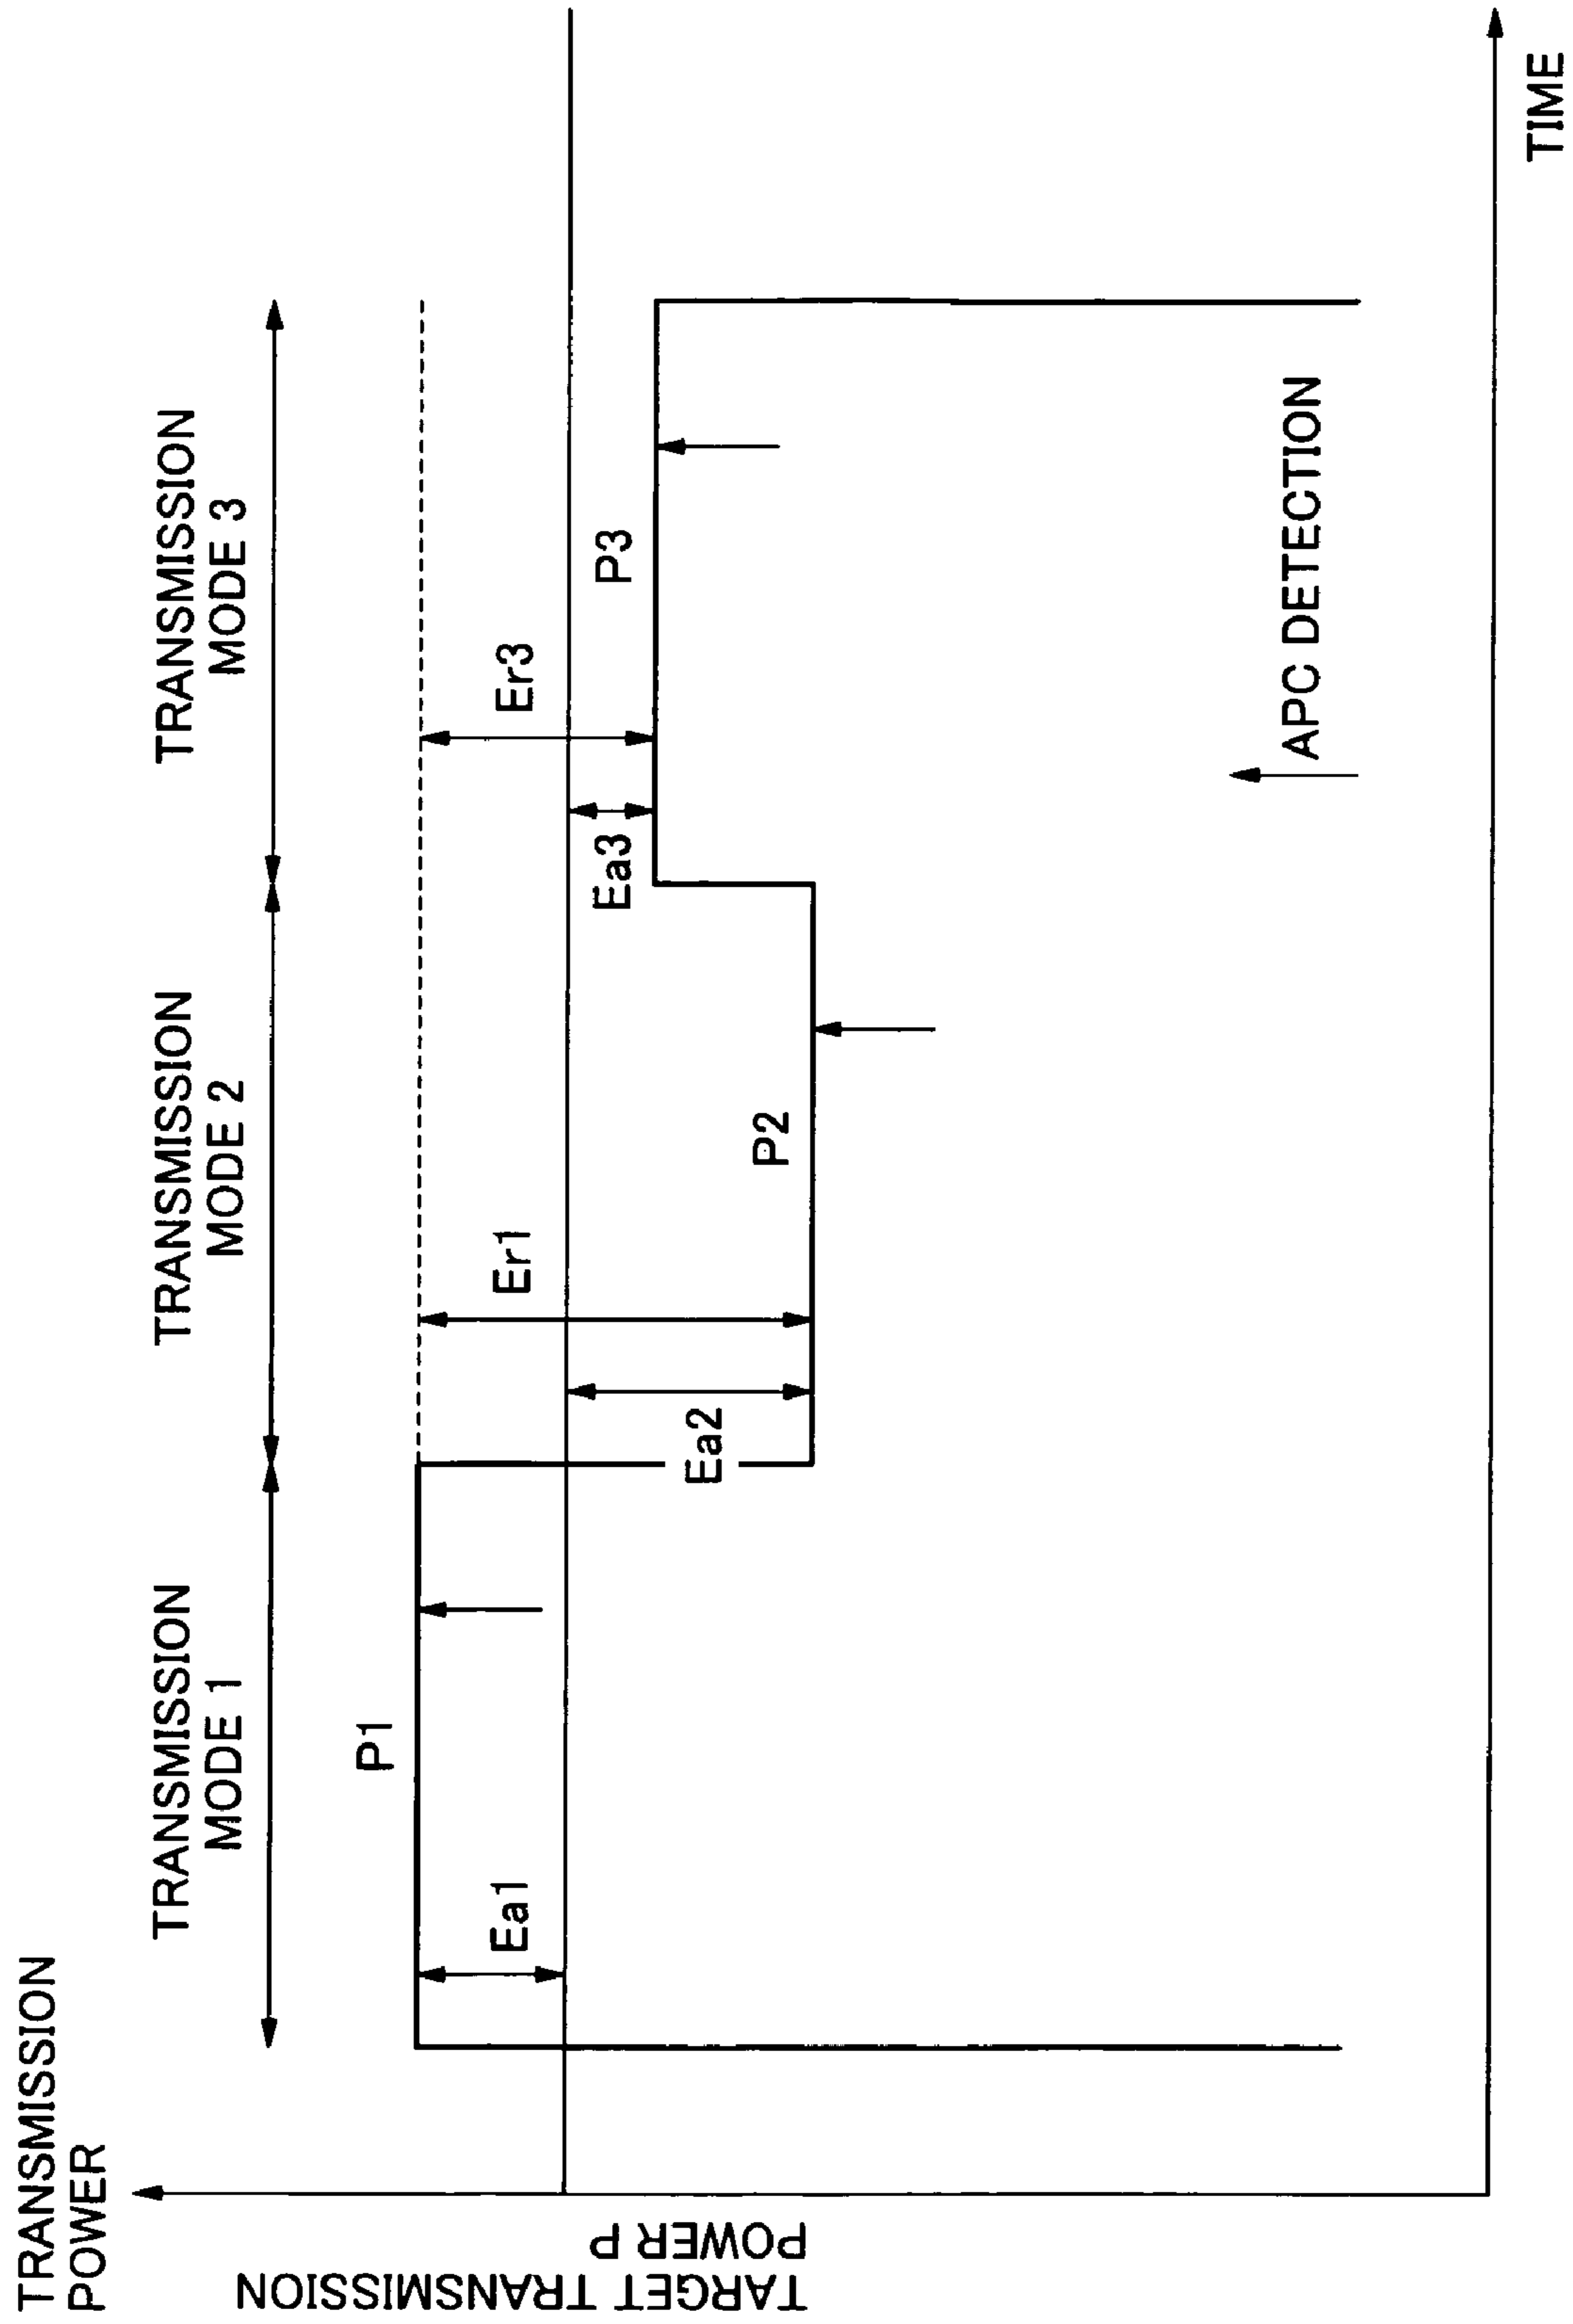 TRANSMISSION
POWER
TRANSMISSION
MODE 1
TRANSMISSION
MODE 2
TRANSMISSION
MODE 3
P1
Ea1
Er1
Er3
Ea2
Ea3
P2
P3
TARGET TRANSMISSION
POWER P
APC DETECTION
TIME